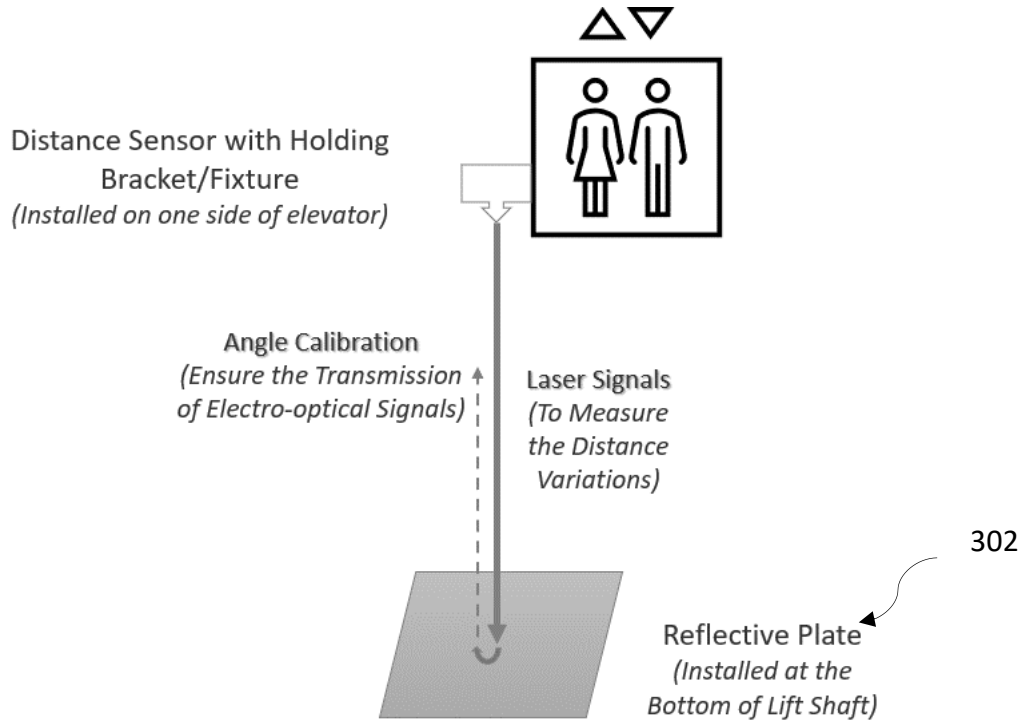 Distance Sensor with Holding
Bracket/Fixture
(Installed on one side of elevator)
Angle Calibration
(Ensure the Transmission
of Electro-optical Signals)
Laser Signals
(To Measure
the Distance
Variations)
302
Reflective Plate
(Installed at the
Bottom of Lift Shaft)